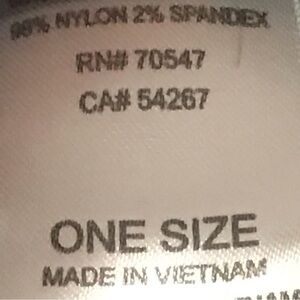 98% NYLON 2% SPANDEX
RN# 70547
CA# 54267
ONE SIZE
MADE IN VIETNAM